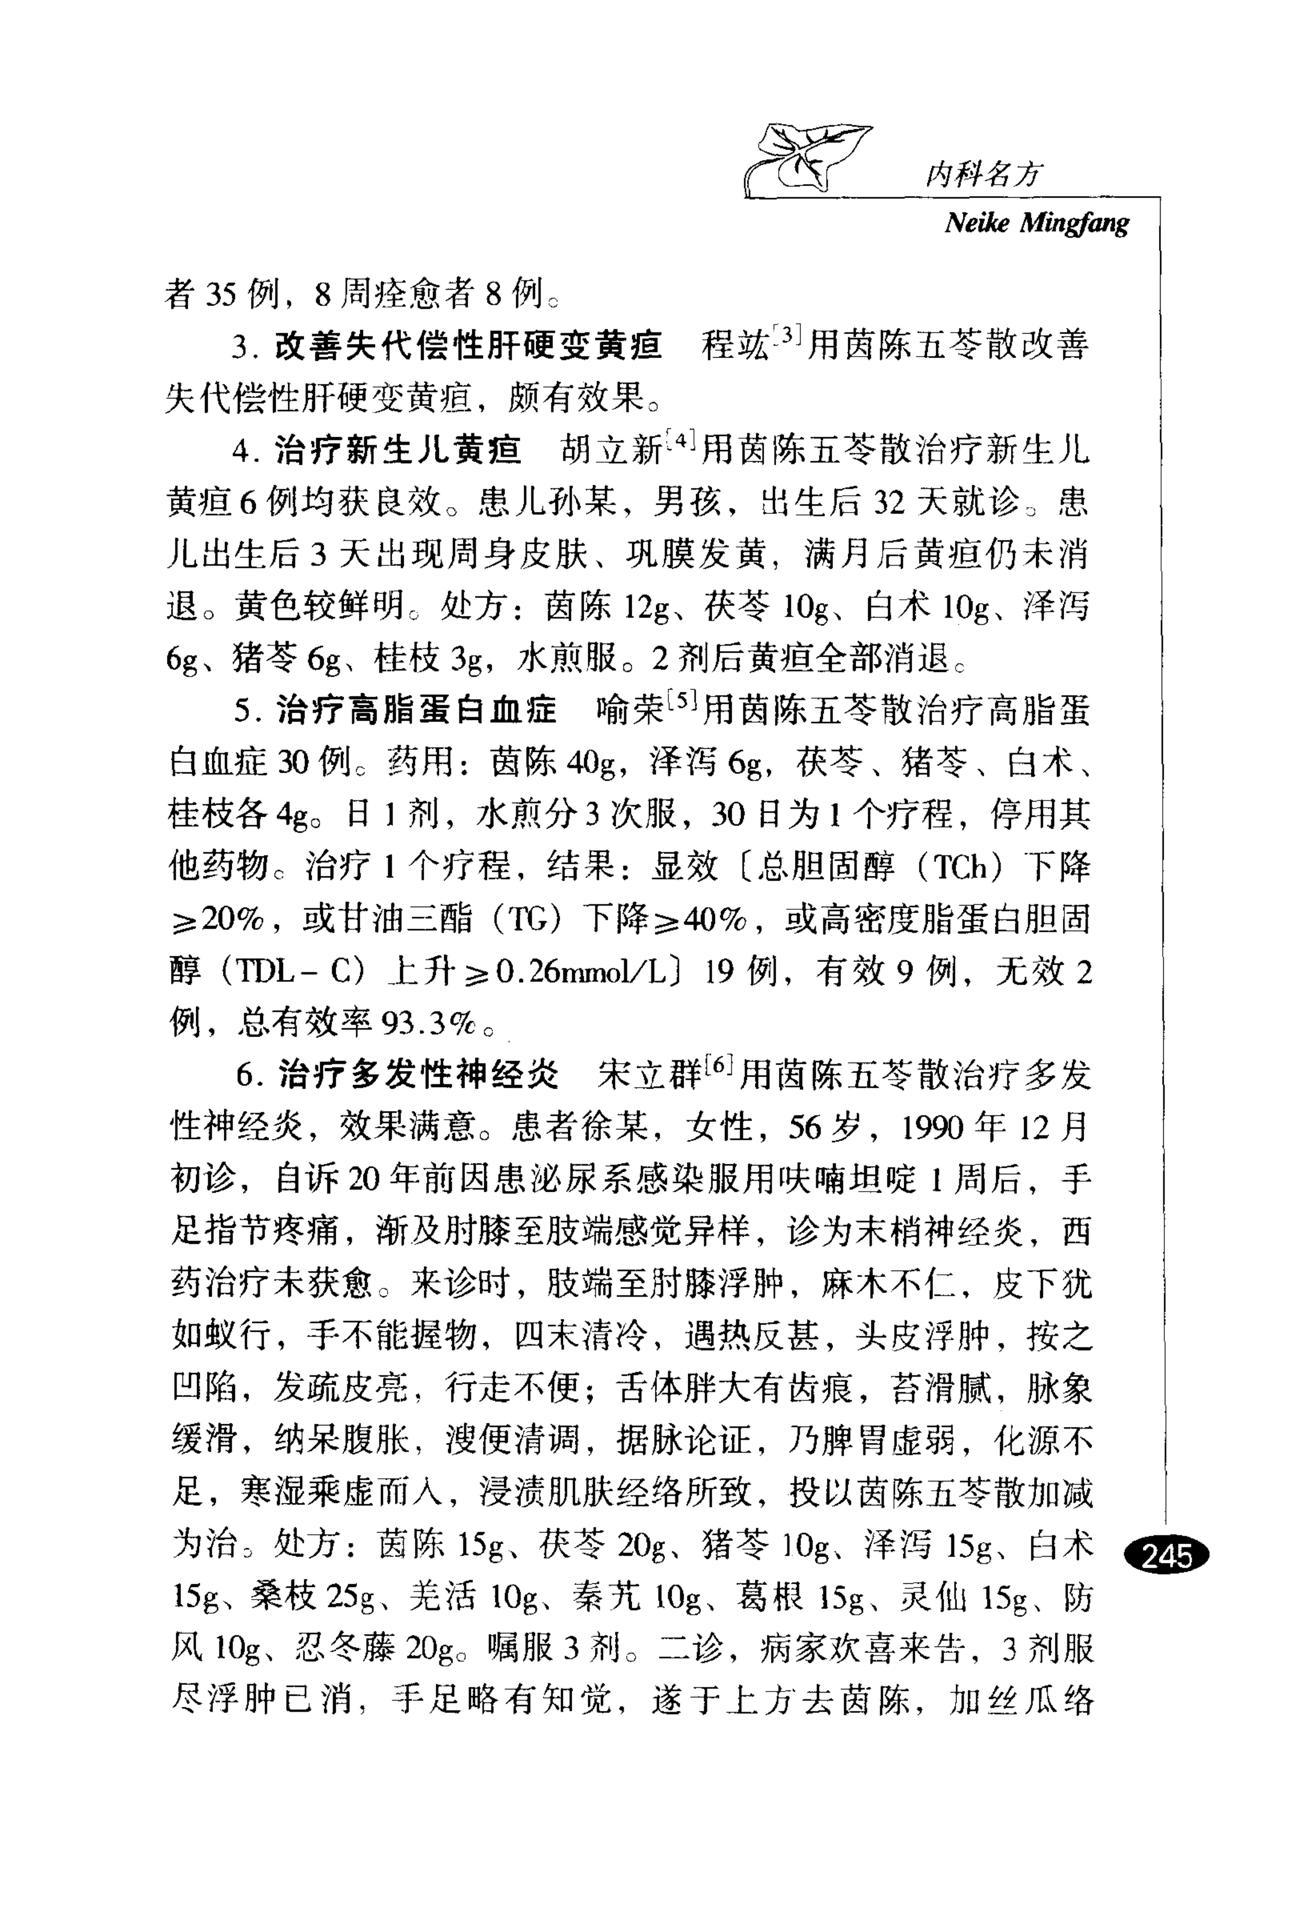 内科名方
Neike Mingfang
者 35 例，8 周痊愈者 8 例。
3. 改善失代偿性肝硬变黄疸　程竑[3]用茵陈五苓散改善
失代偿性肝硬变黄疸，颇有效果。
4. 治疗新生儿黄疸　胡立新[4]用茵陈五苓散治疗新生儿
黄疸 6 例均获良效。患儿孙某，男孩，出生后 32 天就诊。患
儿出生后 3 天出现周身皮肤、巩膜发黄，满月后黄疸仍未消
退。黄色较鲜明。处方：茵陈 12g、茯苓 10g、白术 10g、泽泻
6g、猪苓 6g、桂枝 3g，水煎服。2 剂后黄疸全部消退。
5. 治疗高脂蛋白血症　喻荣[5]用茵陈五苓散治疗高脂蛋
白血症 30 例。药用：茵陈 40g，泽泻 6g，茯苓、猪苓、白术、
桂枝各 4g。日 1 剂，水煎分 3 次服，30 日为 1 个疗程，停用其
他药物。治疗 1 个疗程，结果：显效〔总胆固醇（TCh）下降
≥20%，或甘油三酯（TG）下降≥40%，或高密度脂蛋白胆固
醇（TDL－C）上升≥0.26mmol/L〕19 例，有效 9 例，无效 2
例，总有效率 93.3%。
6. 治疗多发性神经炎　宋立群[6]用茵陈五苓散治疗多发
性神经炎，效果满意。患者徐某，女性，56 岁，1990 年 12 月
初诊，自诉 20 年前因患泌尿系感染服用呋喃坦啶 1 周后，手
足指节疼痛，渐及肘膝至肢端感觉异样，诊为末梢神经炎，西
药治疗未获愈。来诊时，肢端至肘膝浮肿，麻木不仁，皮下犹
如蚁行，手不能握物，四末清冷，遇热反甚，头皮浮肿，按之
凹陷，发疏皮亮，行走不便；舌体胖大有齿痕，苔滑腻，脉象
缓滑，纳呆腹胀，溲便清调，据脉论证，乃脾胃虚弱，化源不
足，寒湿乘虚而入，浸渍肌肤经络所致，投以茵陈五苓散加减
为治。处方：茵陈 15g、茯苓 20g、猪苓 10g、泽泻 15g、白术
15g、桑枝 25g、羌活 10g、秦艽 10g、葛根 15g、灵仙 15g、防
风 10g、忍冬藤 20g。嘱服 3 剂。二诊，病家欢喜来告，3 剂服
尽浮肿已消，手足略有知觉，遂于上方去茵陈，加丝瓜络
245